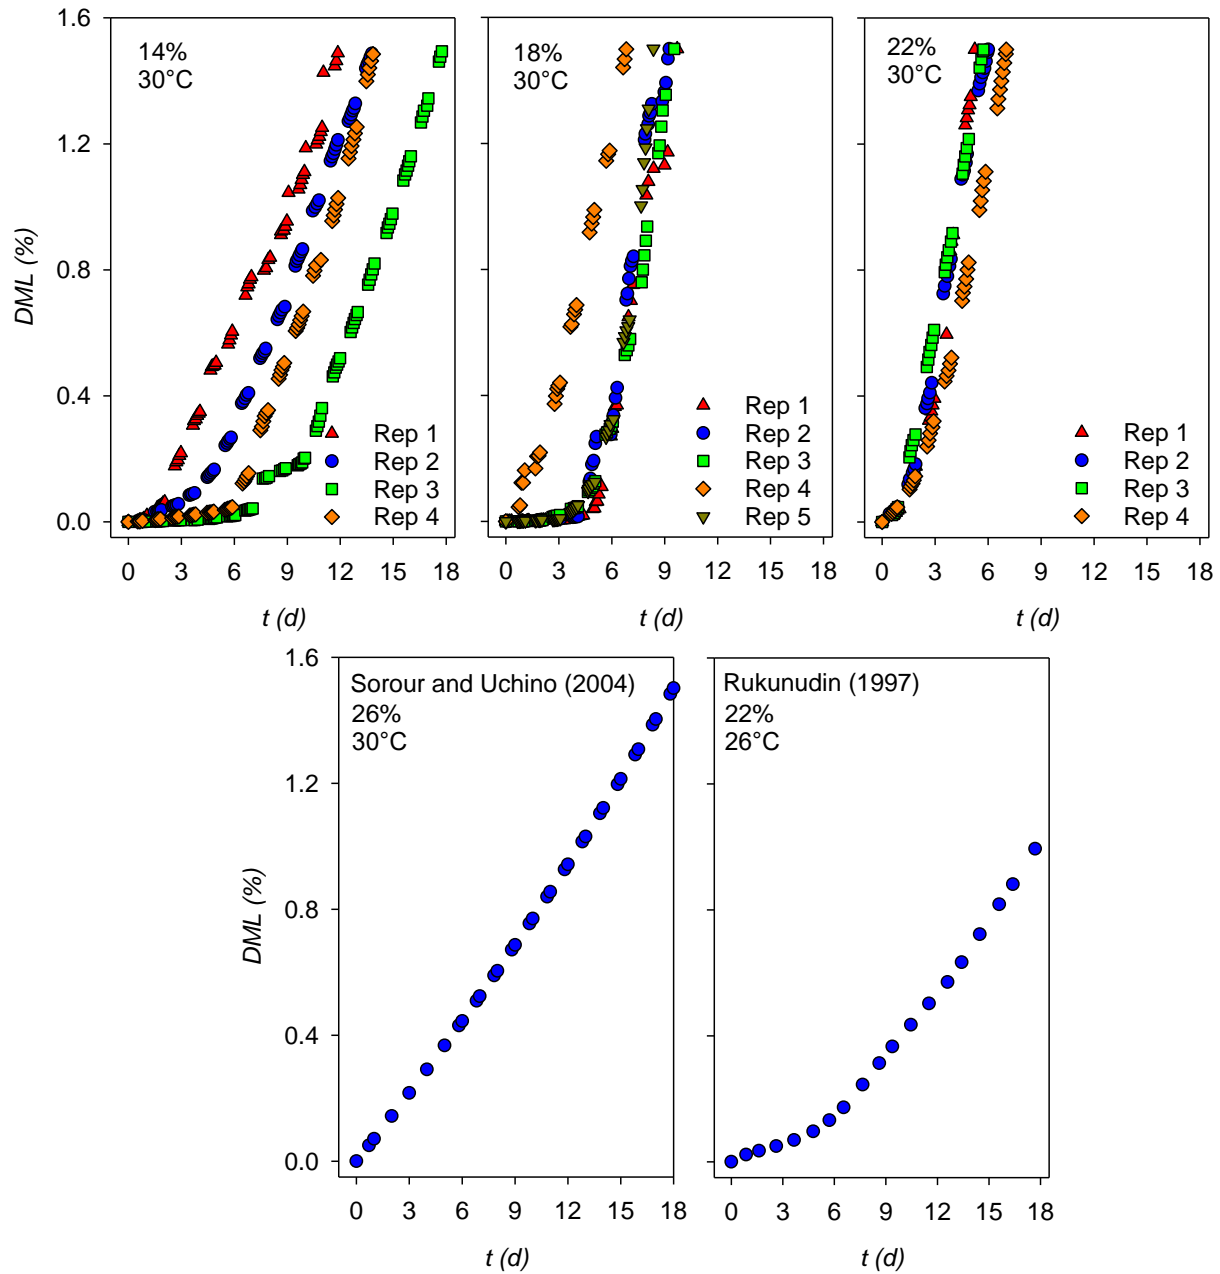 1.6
1.2
0.8
0.4
0.0
DML (%)
14%
30°C
Rep 1
Rep 2
Rep 3
Rep 4
0 3 6 9 12 15 18
t (d)
18%
30°C
Rep 1
Rep 2
Rep 3
Rep 4
Rep 5
0 3 6 9 12 15 18
t (d)
22%
30°C
Rep 1
Rep 2
Rep 3
Rep 4
0 3 6 9 12 15 18
t (d)
1.6
1.2
0.8
0.4
0.0
DML (%)
Sorour and Uchino (2004)
26%
30°C
0 3 6 9 12 15 18
t (d)
Rukunudin (1997)
22%
26°C
0 3 6 9 12 15 18
t (d)